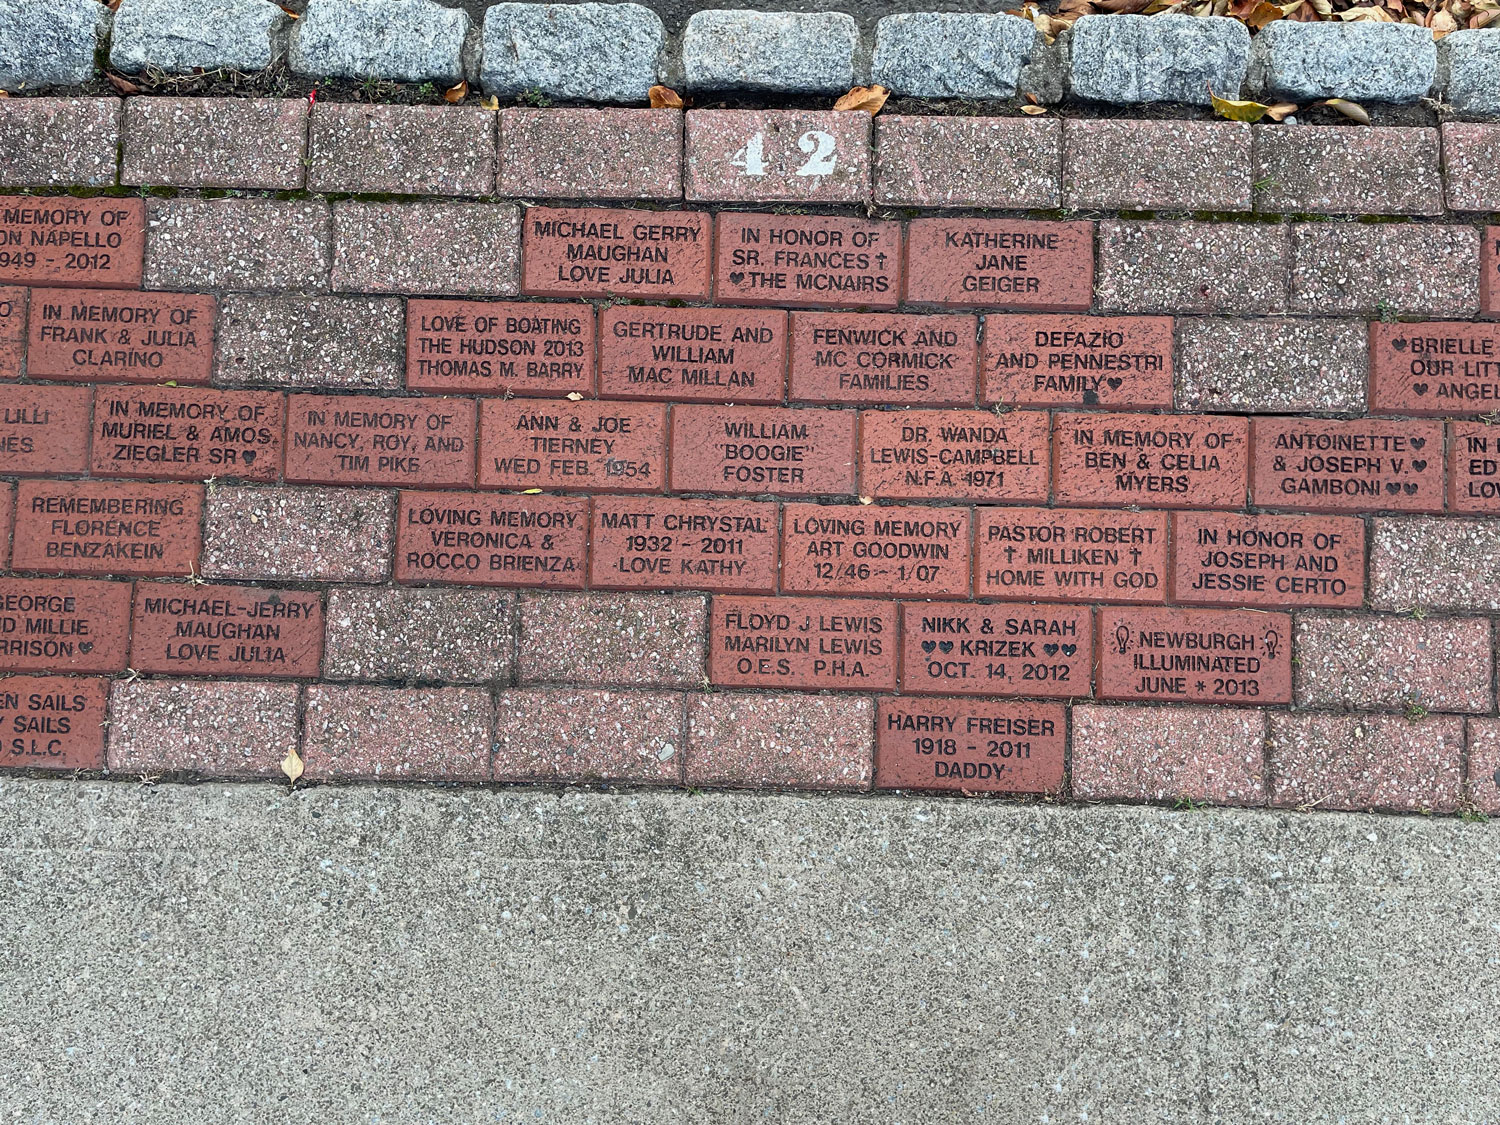 42
MEMORY OF
ON NAPELLO
1949 - 2012
MICHAEL GERRY
MAUGHAN
LOVE JULIA
IN HONOR OF
SR. FRANCES ✝
♥THE MCNAIRS
KATHERINE
JANE
GEIGER
IN MEMORY OF
FRANK & JULIA
CLARINO
LOVE OF BOATING
THE HUDSON 2013
THOMAS M. BARRY
GERTRUDE AND
WILLIAM
MAC MILLAN
FENWICK AND
MC CORMICK
FAMILIES
DEFAZIO
AND PENNESTRI
FAMILY♥
♥BRIELLE
OUR LITT
♥ ANGEL
LILLI
IN MEMORY OF
MURIEL & AMOS
ZIEGLER SR♥
IN MEMORY OF
NANCY, ROY, AND
TIM PIKE
ANN & JOE
TIERNEY
WED FEB. 1954
WILLIAM
"BOOGIE"
FOSTER
DR. WANDA
LEWIS-CAMPBELL
N.F.A. 1971
IN MEMORY OF
BEN & CELIA
MYERS
ANTOINETTE♥
& JOSEPH V.♥
GAMBONI♥♥
IN
ED
LOV
REMEMBERING
FLORENCE
BENZAKEIN
LOVING MEMORY
VERONICA &
ROCCO BRIENZA
MATT CHRYSTAL
1932 - 2011
LOVE KATHY
LOVING MEMORY
ART GOODWIN
12/46 - 1/07
PASTOR ROBERT
✝ MILLIKEN ✝
HOME WITH GOD
IN HONOR OF
JOSEPH AND
JESSIE CERTO
GEORGE
D MILLIE
RRISON♥
MICHAEL-JERRY
MAUGHAN
LOVE JULIA
FLOYD J LEWIS
MARILYN LEWIS
O.E.S. P.H.A.
NIKK & SARAH
♥♥ KRIZEK ♥♥
OCT. 14, 2012
NEWBURGH
ILLUMINATED
JUNE * 2013
EN SAILS
Y SAILS
S.L.C.
HARRY FREISER
1918 - 2011
DADDY